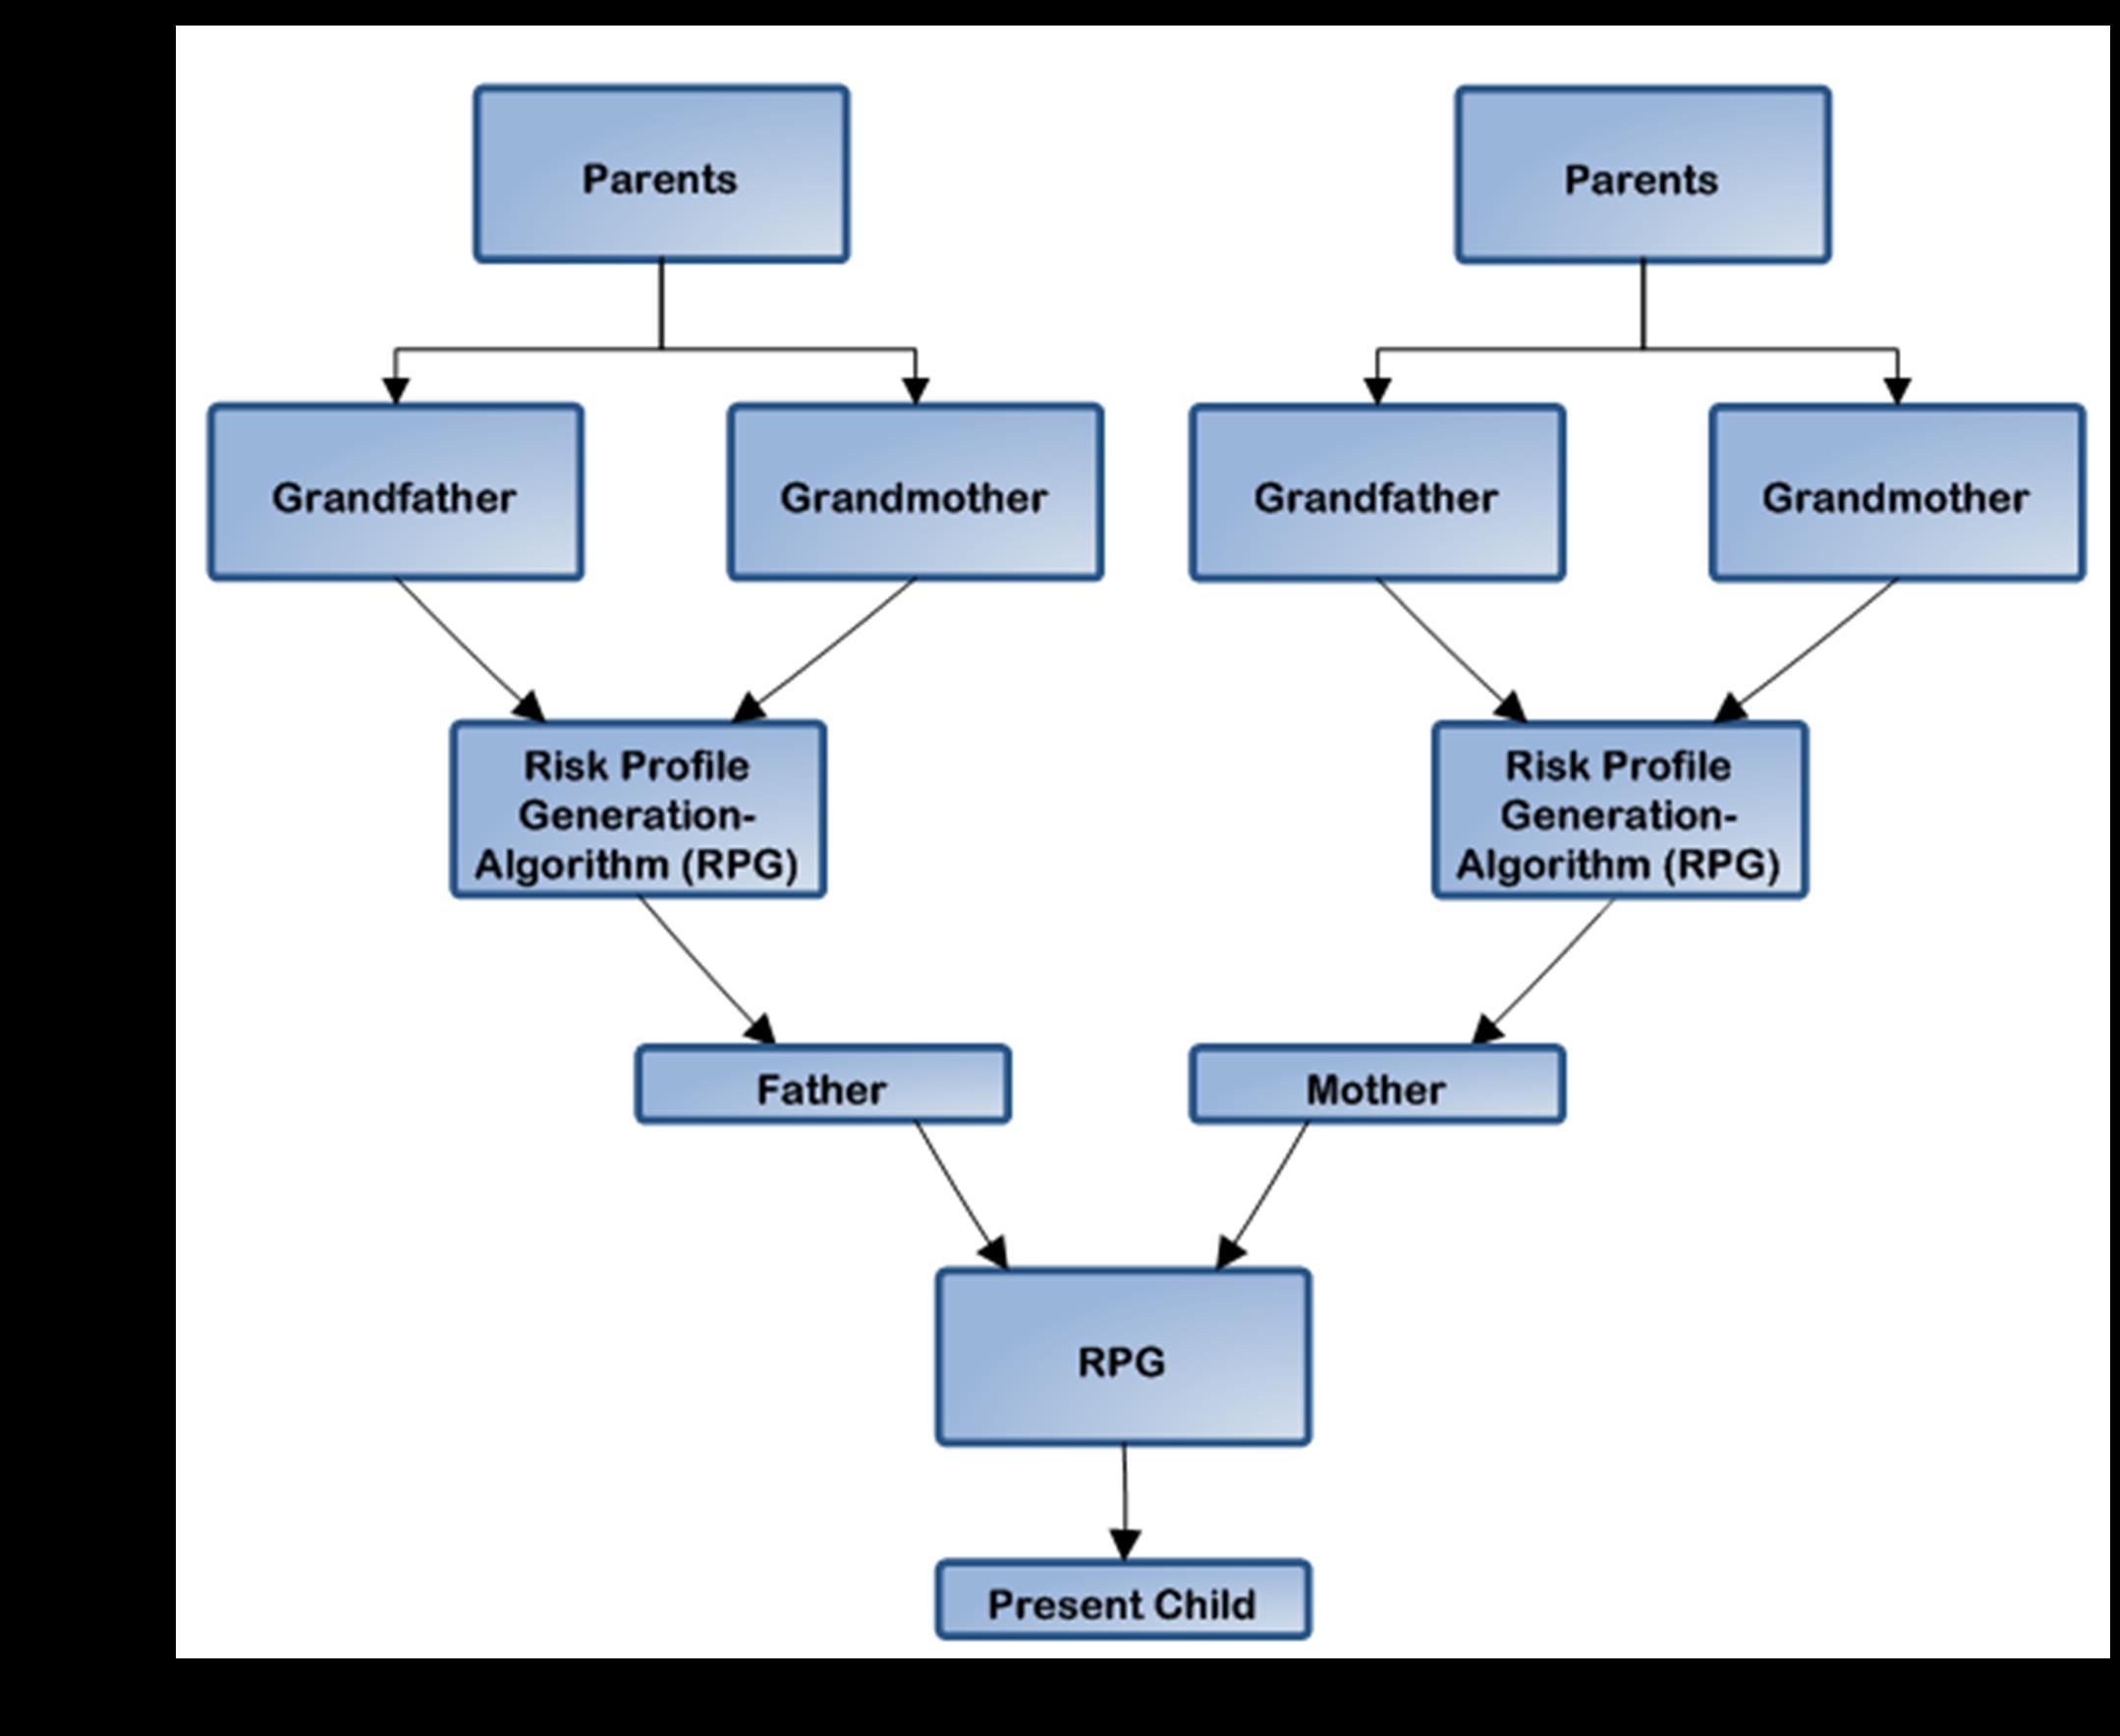 Parents
Parents
Grandfather
Grandmother
Grandfather
Grandmother
Risk Profile
Generation-
Algorithm (RPG)
Risk Profile
Generation-
Algorithm (RPG)
Father
Mother
RPG
Present Child